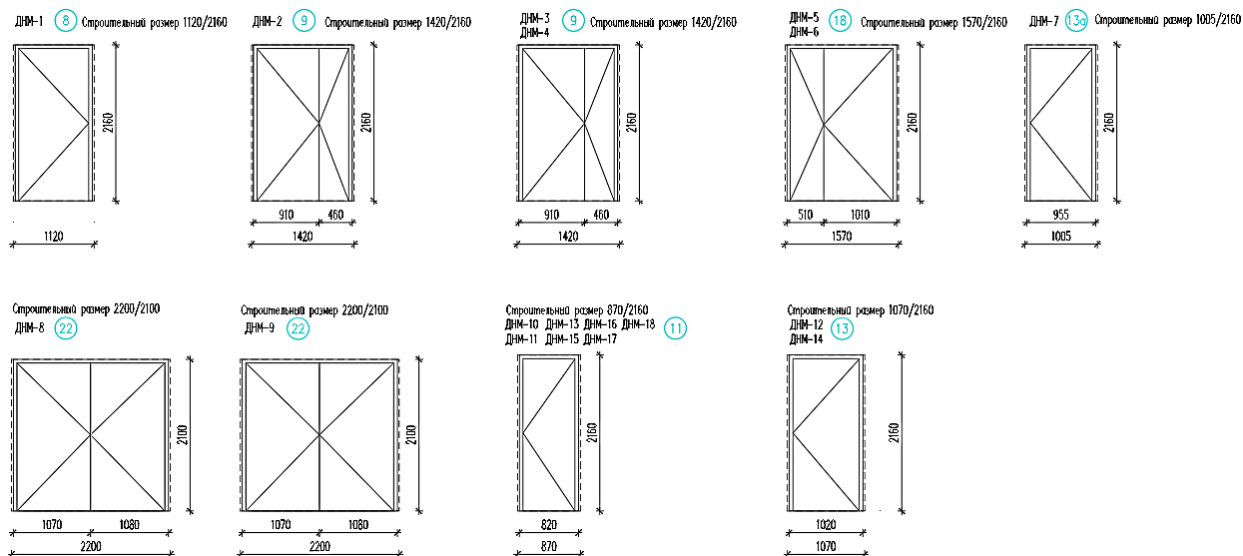 ДНМ-1 8 Строительный размер 1120/2160
2160
1120
ДНМ-2 9 Строительный размер 1420/2160
2160
910 460
1420
ДНМ-3 9 Строительный размер 1420/2160
ДНМ-4
2160
910 460
1420
ДНМ-5 18 Строительный размер 1570/2160
ДНМ-6
2160
510 1010
1570
ДНМ-7 13а Строительный размер 1005/2160
2160
955
1005
Строительный размер 2200/2100
ДНМ-8 22
2100
1070 1080
2200
Строительный размер 2200/2100
ДНМ-9 22
2100
1070 1080
2200
Строительный размер 870/2160
ДНМ-10 ДНМ-13 ДНМ-16 ДНМ-18 11
ДНМ-11 ДНМ-15 ДНМ-17
2160
820
870
Строительный размер 1070/2160
ДНМ-12 13
ДНМ-14
2160
1020
1070